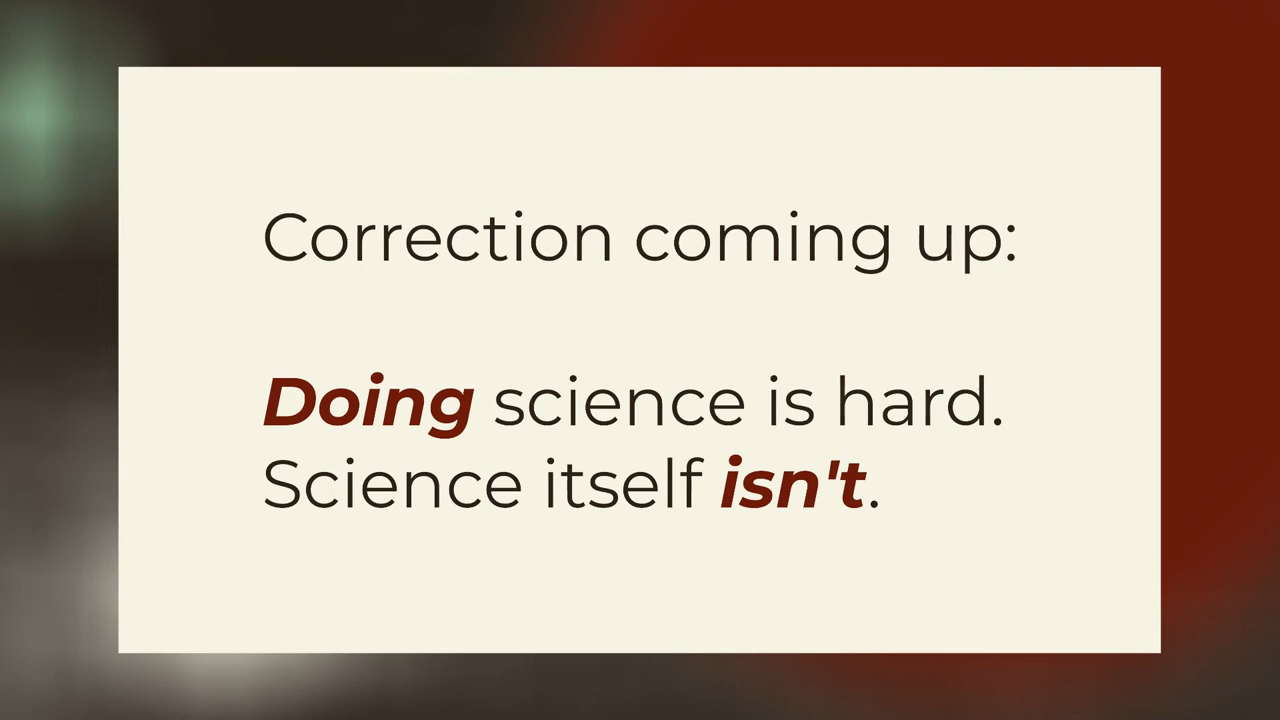 Correction coming up:
Doing science is hard.
Science itself isn't.